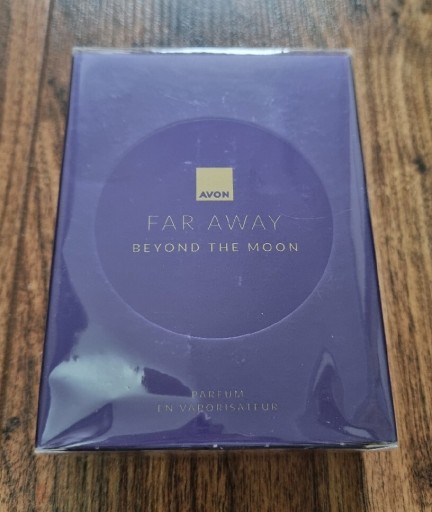 AVON
FAR AWAY
BEYOND THE MOON
PARFUM
EN VAPORISATEUR